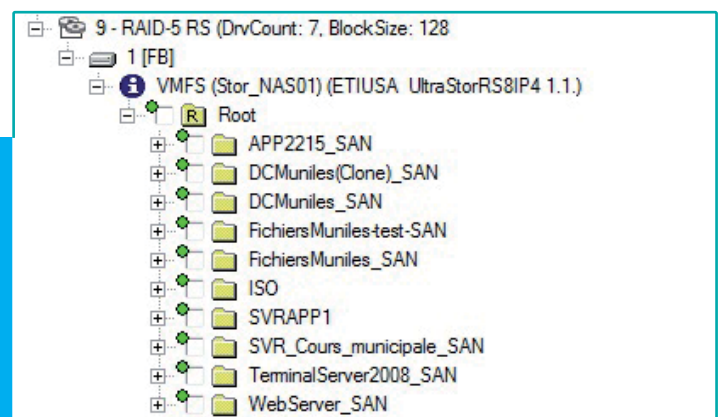 9 - RAID-5 RS (DrvCount: 7, BlockSize: 128
1 [FB]
VMFS (Stor_NAS01) (ETIUSA UltraStorRS8IP4 1.1.)
R Root
APP2215_SAN
DCMuniles(Clone)_SAN
DCMuniles_SAN
FichiersMuniles-test-SAN
FichiersMuniles_SAN
ISO
SVRAPP1
SVR_Cours_municipale_SAN
TerminalServer2008_SAN
WebServer_SAN